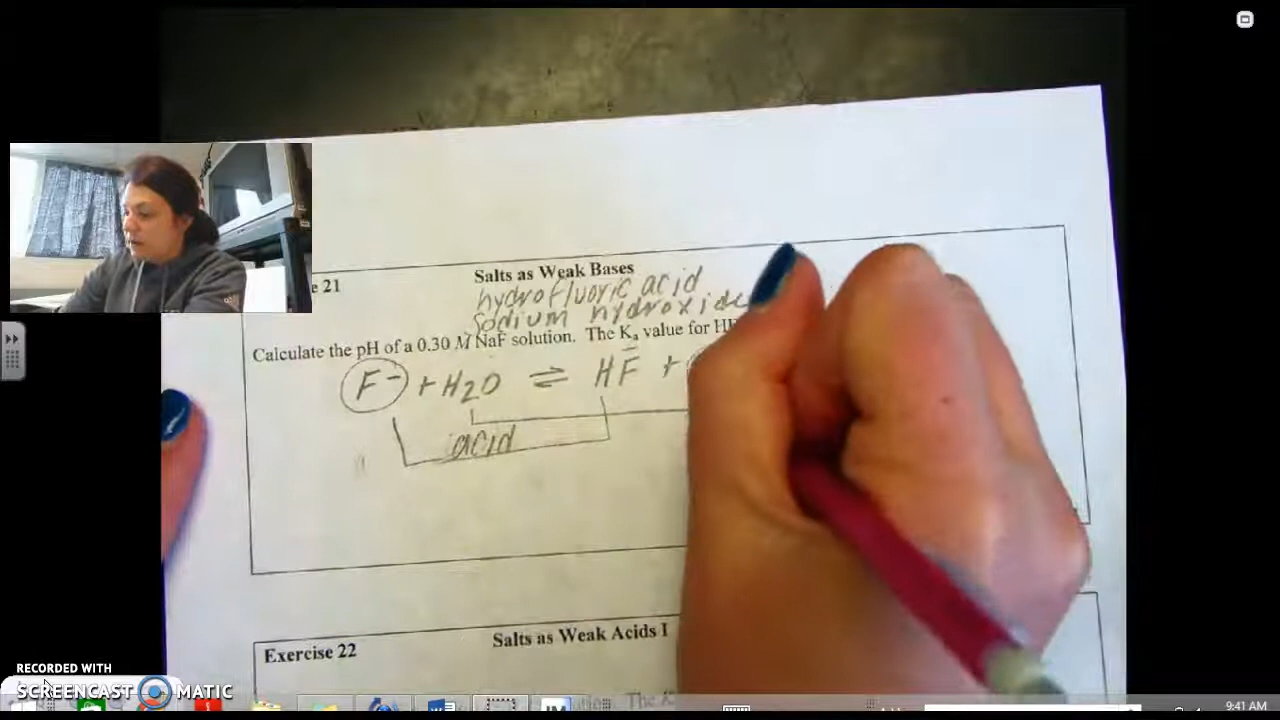 e 21
Salts as Weak Bases
hydrofluoric acid
sodium hydroxide
Calculate the pH of a 0.30 M NaF solution. The Ka value for HF
F⁻ + H2O ⇌ HF +
acid
Exercise 22
Salts as Weak Acids I
RECORDED WITH
SCREENCAST MATIC
9:41 AM